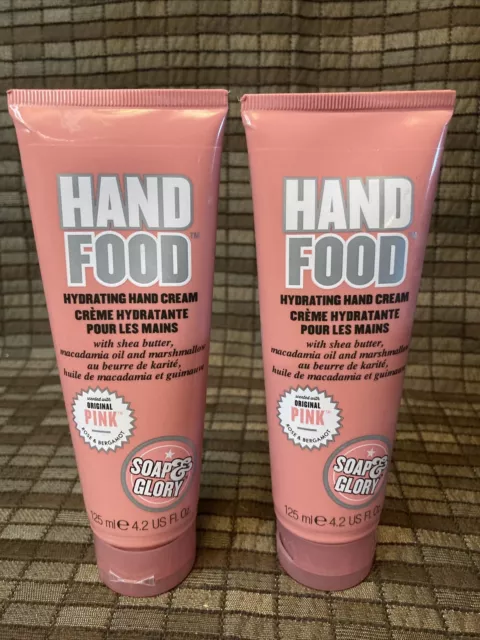 HAND
FOOD™
HYDRATING HAND CREAM
CRÈME HYDRATANTE
POUR LES MAINS
with shea butter,
macadamia oil and marshmallow
au beurre de karité,
huile de macadamia et guimauve
scented with
ORIGINAL
PINK™
ROSE & BERGAMOT
SOAP &
GLORY
125 ml e 4.2 US Fl. Oz.
HAND
FOOD
HYDRATING HAND CREAM
CRÈME HYDRATANTE
POUR LES MAINS
with shea butter,
macadamia oil and marshmallow
au beurre de karité,
huile de macadamia et guimauve
scented with
ORIGINAL
PINK™
ROSE & BERGAMOT
SOAP &
GLORY
125 ml e 4.2 US Fl. Oz.